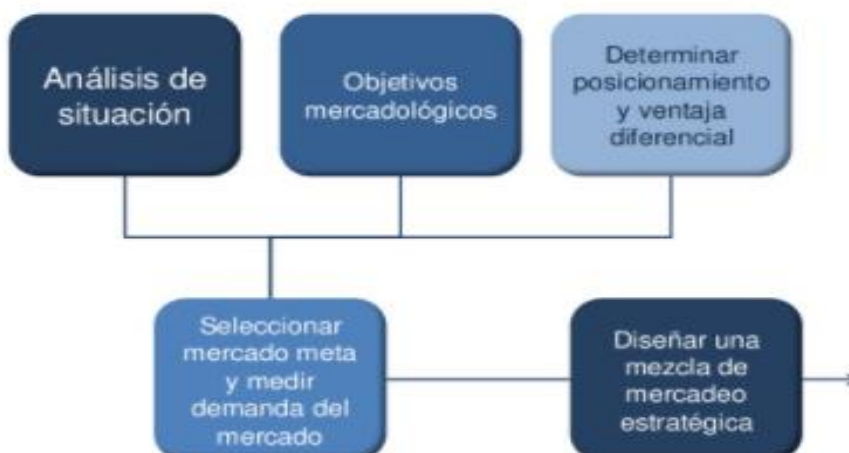 Análisis de
situación
Objetivos
mercadológicos
Determinar
posicionamiento
y ventaja
diferencial
Seleccionar
mercado meta
y medir
demanda del
mercado
Diseñar una
mezcla de
mercadeo
estratégica